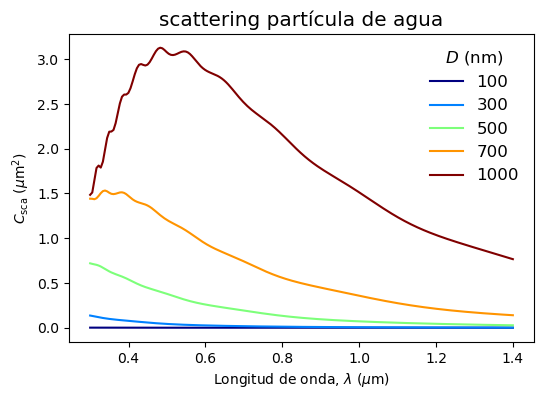 scattering partícula de agua
C_sca (μm²)
3.0
2.5
2.0
1.5
1.0
0.5
0.0
D (nm)
100
300
500
700
1000
0.4 0.6 0.8 1.0 1.2 1.4
Longitud de onda, λ (μm)